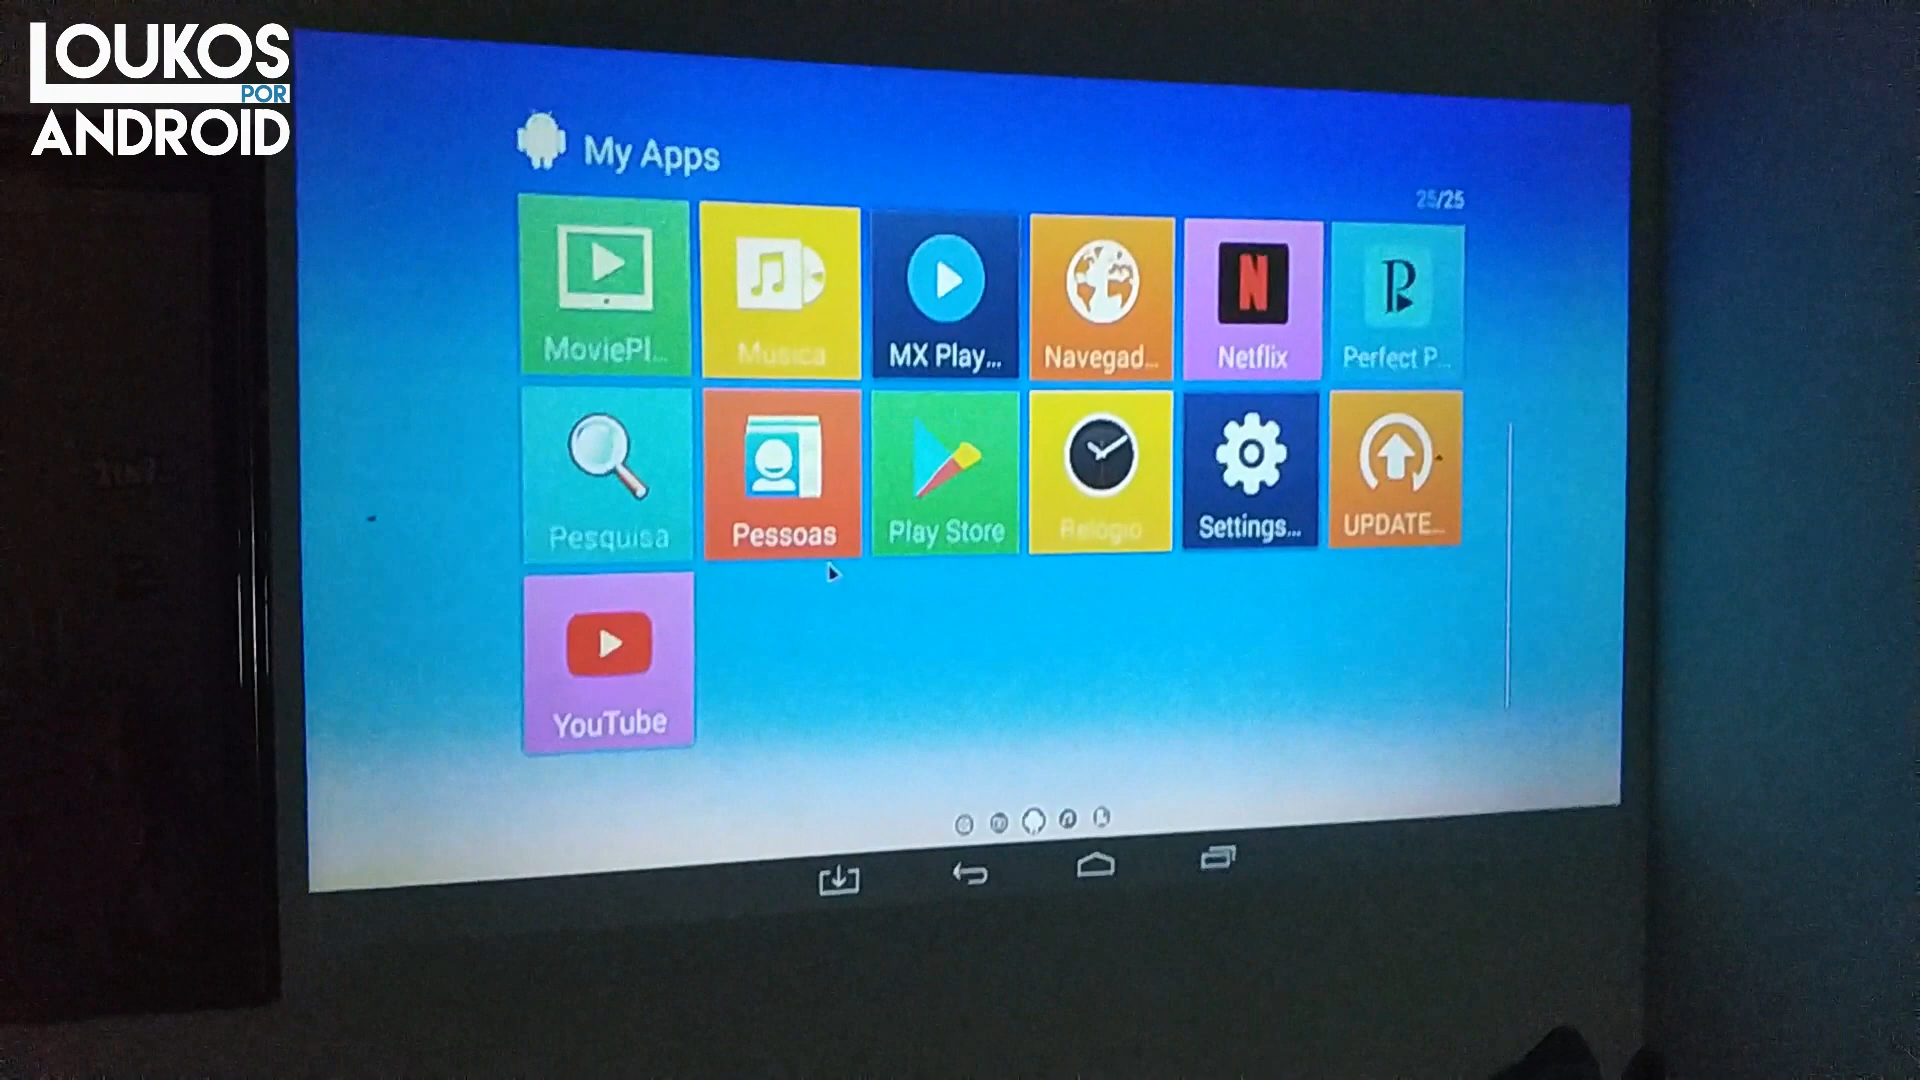 LOUKOS
POR
ANDROID
My Apps
25/25
MoviePl...
Musica
MX Play...
Navegad...
Netflix
Perfect P...
Pesquisa
Pessoas
Play Store
Relogio
Settings...
UPDATE...
YouTube